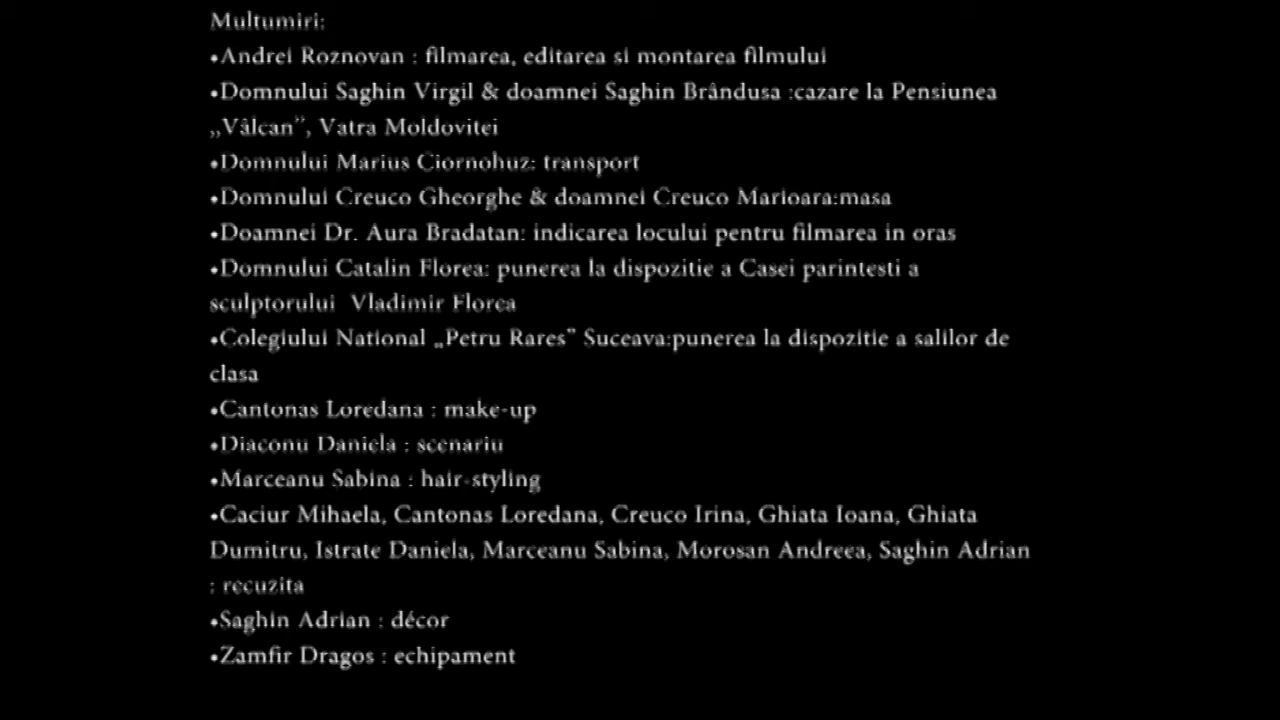 Multumiri:
•Andrei Roznovan : filmarea, editarea si montarea filmului
•Domnului Saghin Virgil & doamnei Saghin Brândusa :cazare la Pensiunea
„Vâlcan”, Vatra Moldovitei
•Domnului Marius Ciornohuz: transport
•Domnului Creuco Gheorghe & doamnei Creuco Marioara:masa
•Doamnei Dr. Aura Bradatan: indicarea locului pentru filmarea in oras
•Domnului Catalin Florea: punerea la dispozitie a Casei parintesti a
sculptorului  Vladimir Florea
•Colegiului National „Petru Rares” Suceava:punerea la dispozitie a salilor de
clasa
•Cantonas Loredana : make-up
•Diaconu Daniela : scenariu
•Marceanu Sabina : hair-styling
•Caciur Mihaela, Cantonas Loredana, Creuco Irina, Ghiata Ioana, Ghiata
Dumitru, Istrate Daniela, Marceanu Sabina, Morosan Andreea, Saghin Adrian
: recuzita
•Saghin Adrian : décor
•Zamfir Dragos : echipament